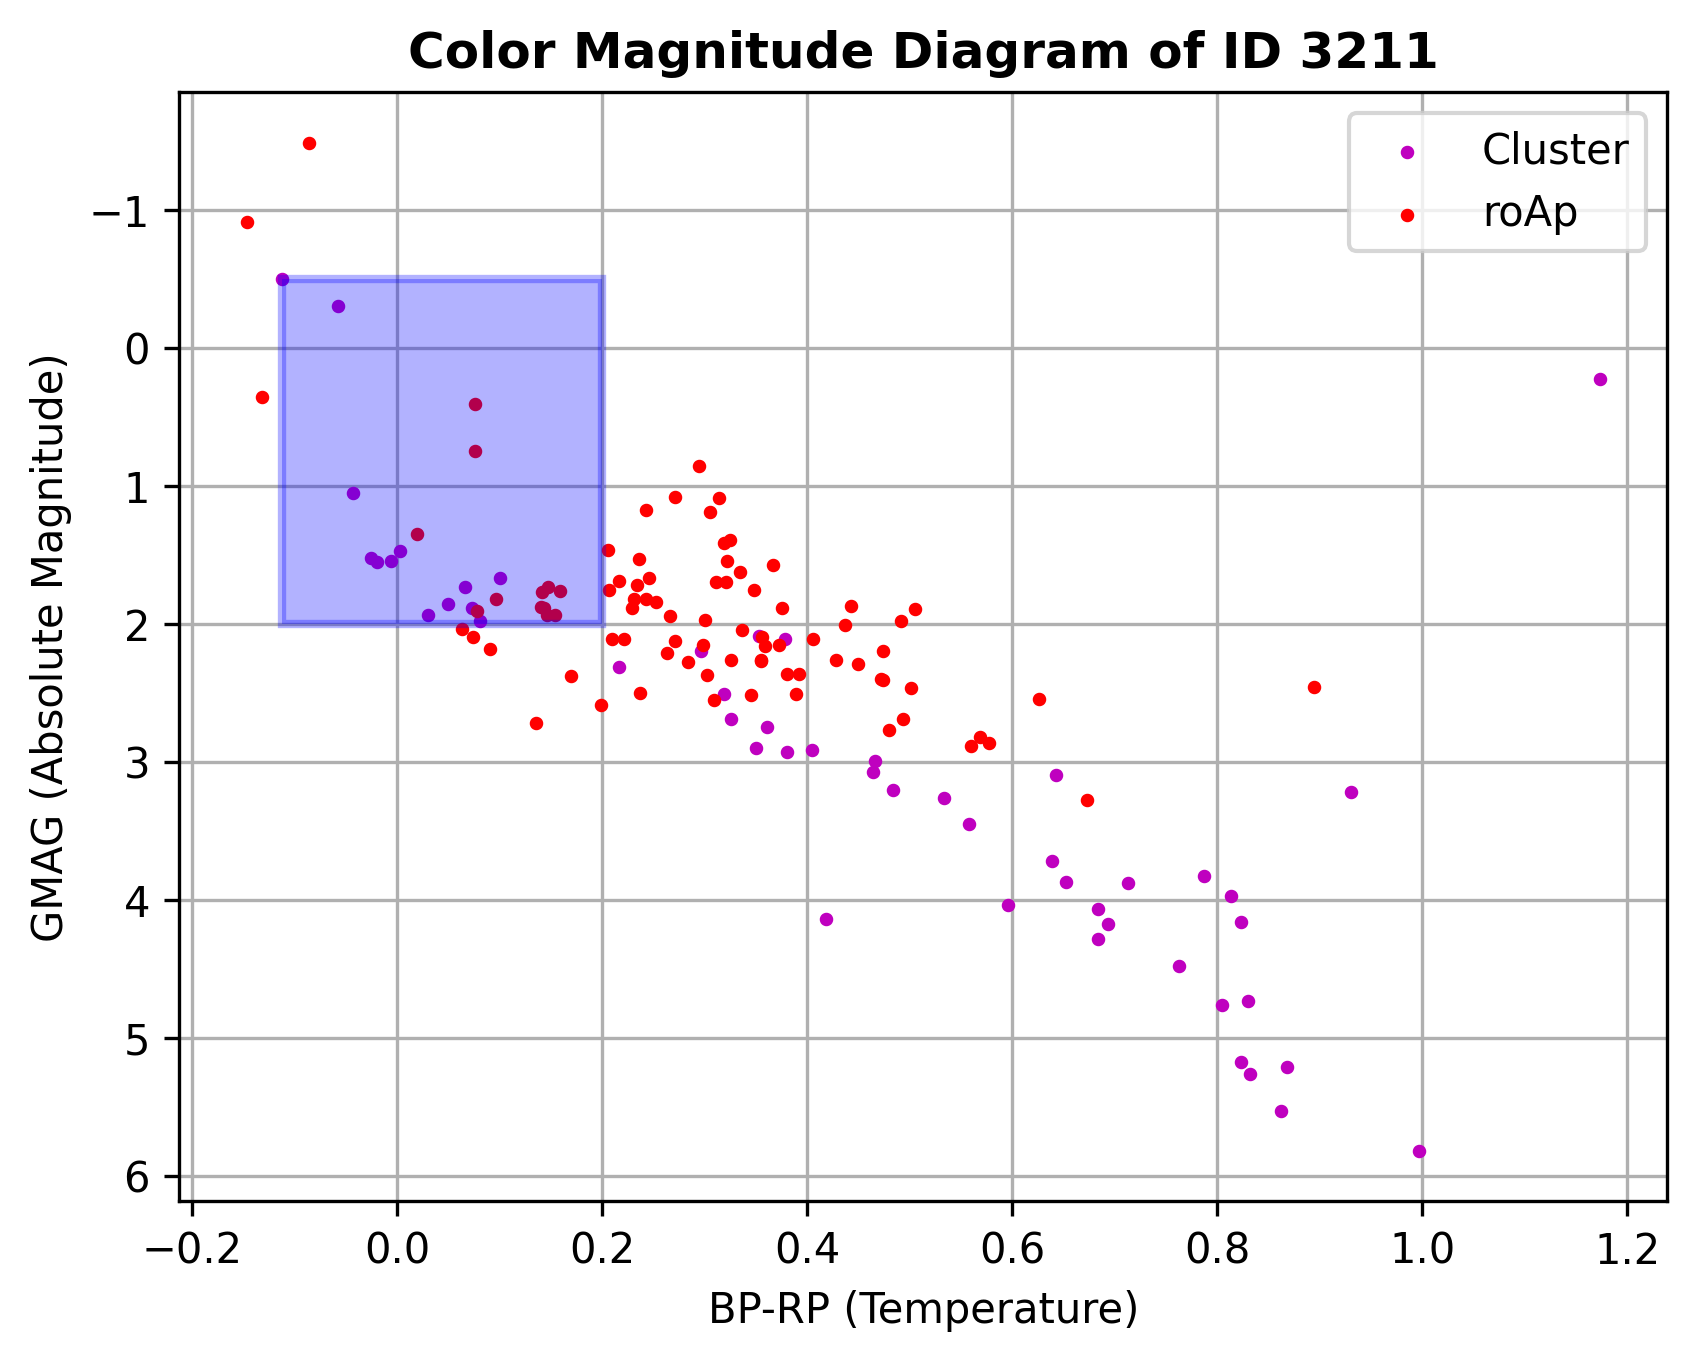 Color Magnitude Diagram of ID 3211
Cluster
roAp
GMAG (Absolute Magnitude)
−1
0
1
2
3
4
5
6
−0.2 0.0 0.2 0.4 0.6 0.8 1.0 1.2
BP-RP (Temperature)